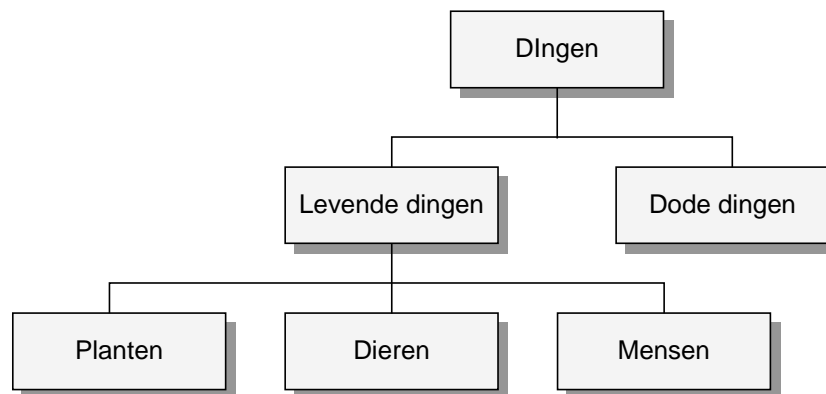 DIngen
Levende dingen
Dode dingen
Planten
Dieren
Mensen